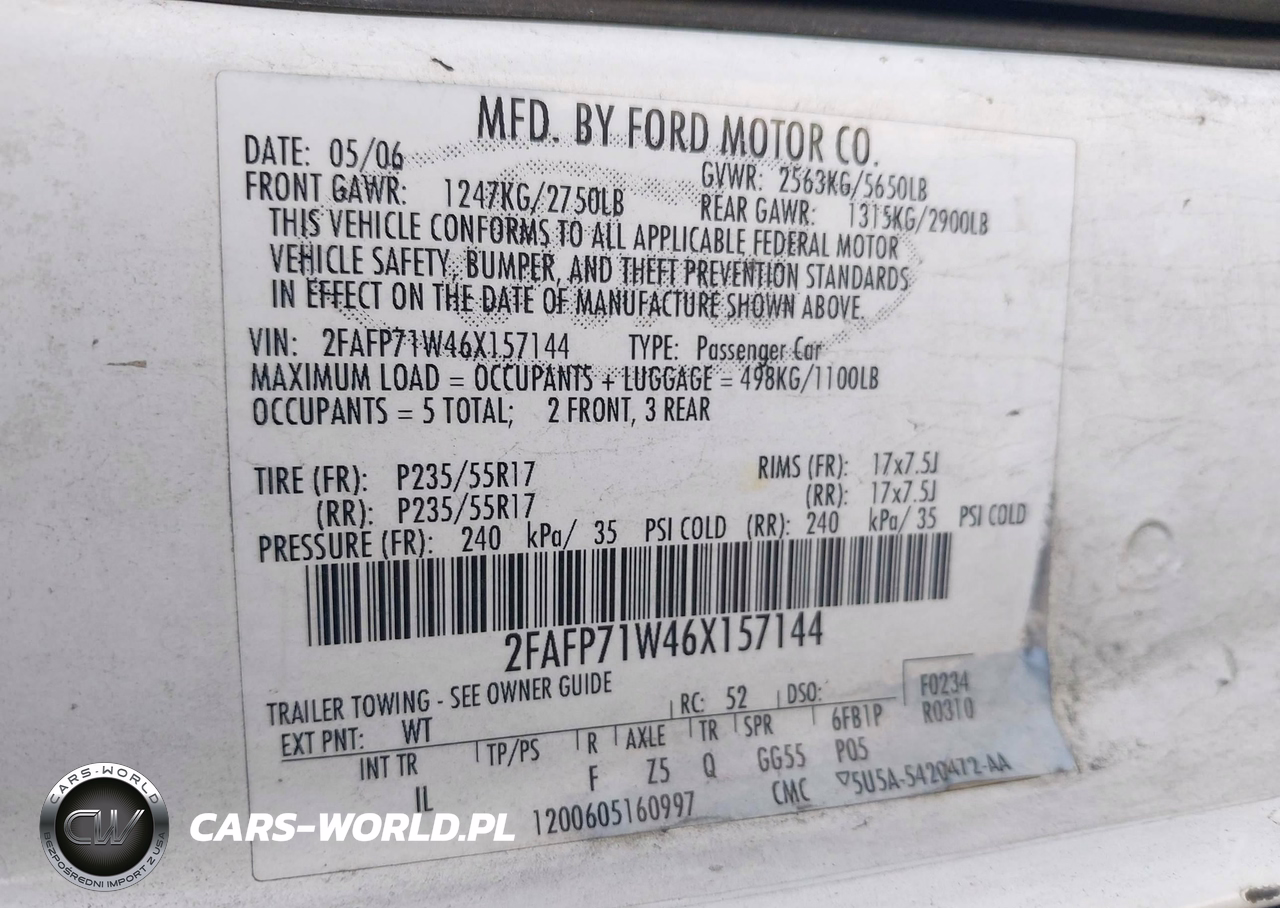 MFD. BY FORD MOTOR CO.
DATE: 05/06 GVWR: 2563KG/5650LB
FRONT GAWR: 1247KG/2750LB REAR GAWR: 1315KG/2900LB
THIS VEHICLE CONFORMS TO ALL APPLICABLE FEDERAL MOTOR
VEHICLE SAFETY, BUMPER, AND THEFT PREVENTION STANDARDS
IN EFFECT ON THE DATE OF MANUFACTURE SHOWN ABOVE.
VIN: 2FAFP71W46X157144 TYPE: Passenger Car
MAXIMUM LOAD = OCCUPANTS + LUGGAGE = 498KG/1100LB
OCCUPANTS = 5 TOTAL; 2 FRONT, 3 REAR
TIRE (FR): P235/55R17 RIMS (FR): 17x7.5J
(RR): P235/55R17 (RR): 17x7.5J
PRESSURE (FR): 240 kPa/ 35 PSI COLD (RR): 240 kPa/ 35 PSI COLD
2FAFP71W46X157144
TRAILER TOWING - SEE OWNER GUIDE
EXT PNT: WT RC: 52 DSO: F0234
INT TR TP/PS R AXLE TR SPR 6FB1P R03T0
IL F Z5 Q GG55 P05
1200605160997 CMC ▽5U5A-5420472-AA
CARS-WORLD
CW
BEZPOŚREDNI IMPORT Z USA
CARS-WORLD.PL